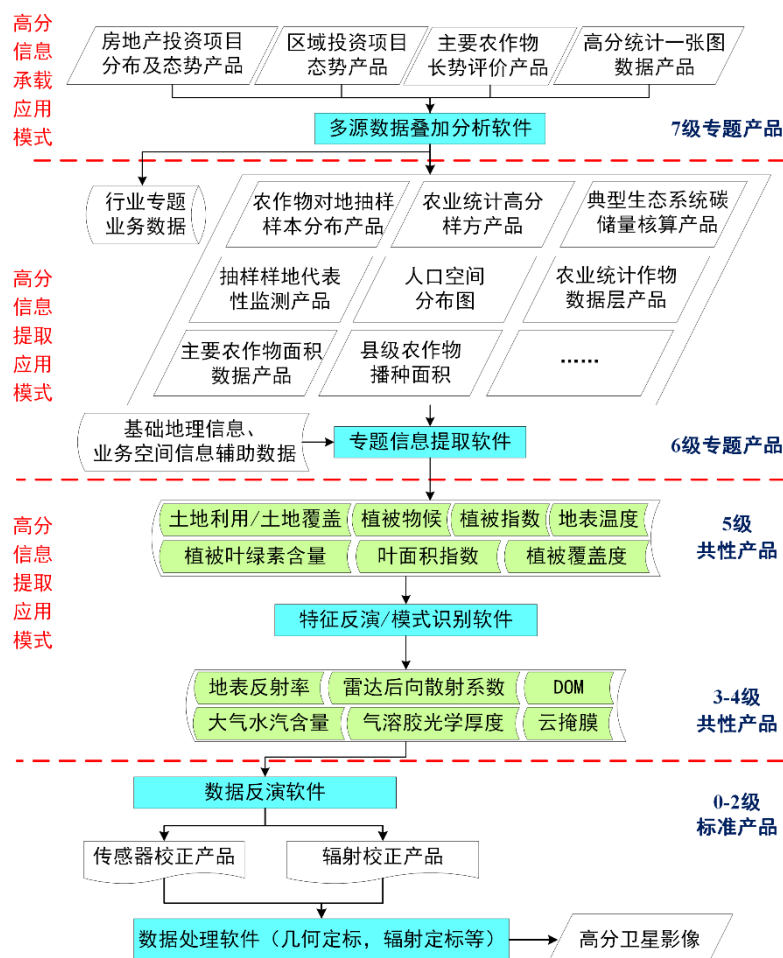 高分
信息
承载
应用
模式
房地产投资项目
分布及态势产品
区域投资项目
态势产品
主要农作物
长势评价产品
高分统计一张图
数据产品
多源数据叠加分析软件
7级专题产品
行业专题
业务数据
农作物对地抽样
样本分布产品
农业统计高分
样方产品
典型生态系统碳
储量核算产品
高分
信息
提取
应用
模式
抽样样地代表
性监测产品
人口空间
分布图
农业统计作物
数据层产品
主要农作物面积
数据产品
县级农作物
播种面积
……
基础地理信息、
业务空间信息辅助数据
专题信息提取软件
6级专题产品
高分
信息
提取
应用
模式
土地利用/土地覆盖
植被物候
植被指数
地表温度
植被叶绿素含量
叶面积指数
植被覆盖度
5级
共性产品
特征反演/模式识别软件
地表反射率
雷达后向散射系数
DOM
大气水汽含量
气溶胶光学厚度
云掩膜
3-4级
共性产品
数据反演软件
0-2级
标准产品
传感器校正产品
辐射校正产品
数据处理软件（几何定标，辐射定标等）
高分卫星影像